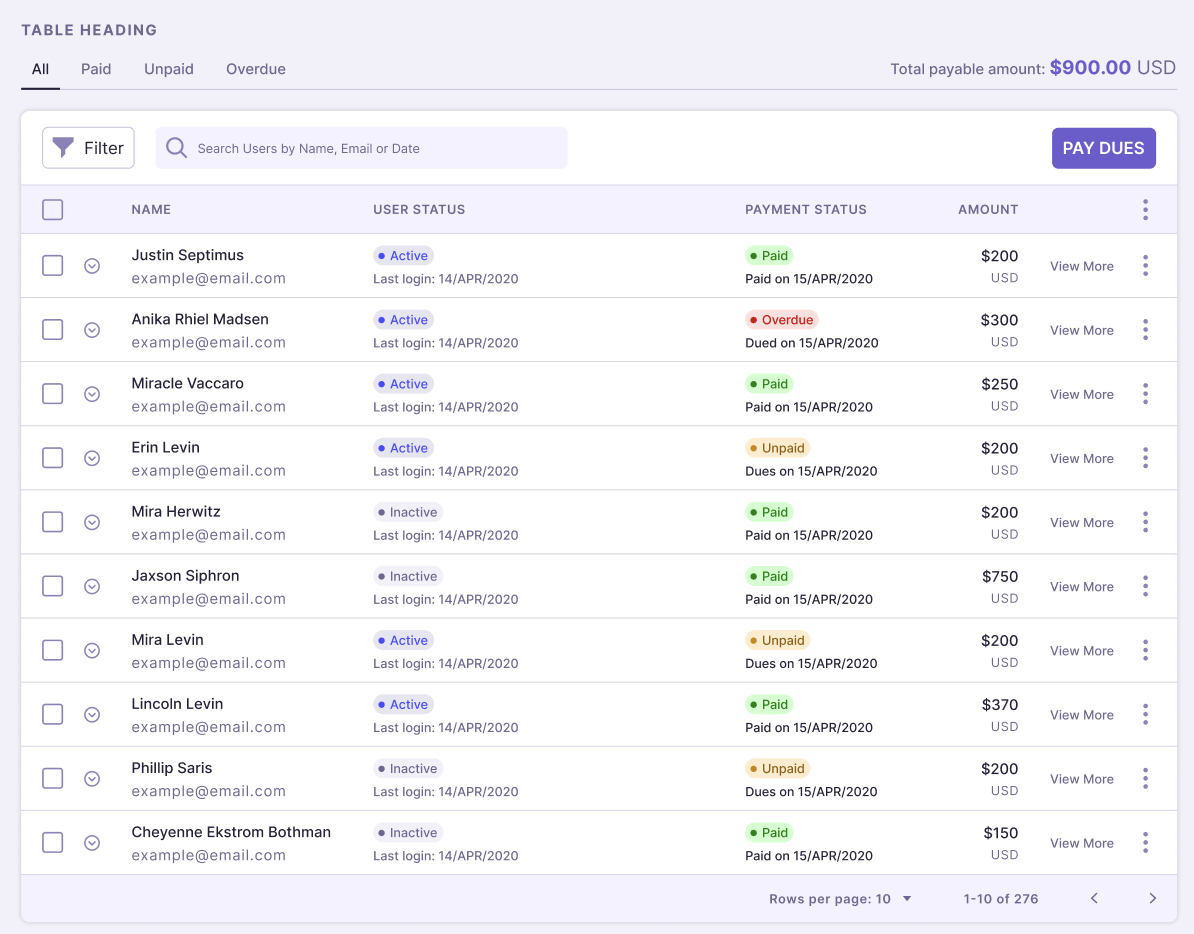 TABLE HEADING
All Paid Unpaid Overdue Total payable amount: $900.00 USD
Filter Search Users by Name, Email or Date PAY DUES
NAME USER STATUS PAYMENT STATUS AMOUNT
Justin Septimus Active Paid $200
example@email.com Last login: 14/APR/2020 Paid on 15/APR/2020 USD View More
Anika Rhiel Madsen Active Overdue $300
example@email.com Last login: 14/APR/2020 Dued on 15/APR/2020 USD View More
Miracle Vaccaro Active Paid $250
example@email.com Last login: 14/APR/2020 Paid on 15/APR/2020 USD View More
Erin Levin Active Unpaid $200
example@email.com Last login: 14/APR/2020 Dues on 15/APR/2020 USD View More
Mira Herwitz Inactive Paid $200
example@email.com Last login: 14/APR/2020 Paid on 15/APR/2020 USD View More
Jaxson Siphron Inactive Paid $750
example@email.com Last login: 14/APR/2020 Paid on 15/APR/2020 USD View More
Mira Levin Active Unpaid $200
example@email.com Last login: 14/APR/2020 Dues on 15/APR/2020 USD View More
Lincoln Levin Active Paid $370
example@email.com Last login: 14/APR/2020 Paid on 15/APR/2020 USD View More
Phillip Saris Inactive Unpaid $200
example@email.com Last login: 14/APR/2020 Dues on 15/APR/2020 USD View More
Cheyenne Ekstrom Bothman Inactive Paid $150
example@email.com Last login: 14/APR/2020 Paid on 15/APR/2020 USD View More
Rows per page: 10 1-10 of 276